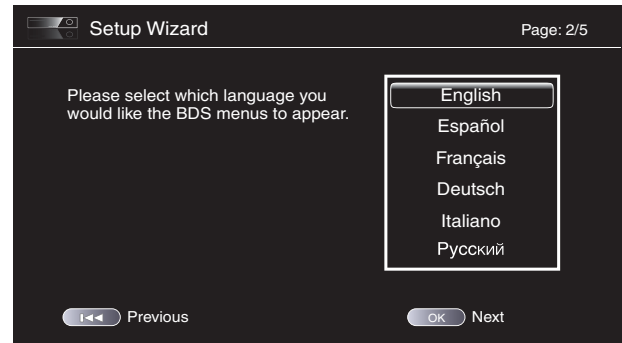 Setup Wizard
Page: 2/5
Please select which language you
would like the BDS menus to appear.
English
Español
Français
Deutsch
Italiano
Русский
Previous
OK Next